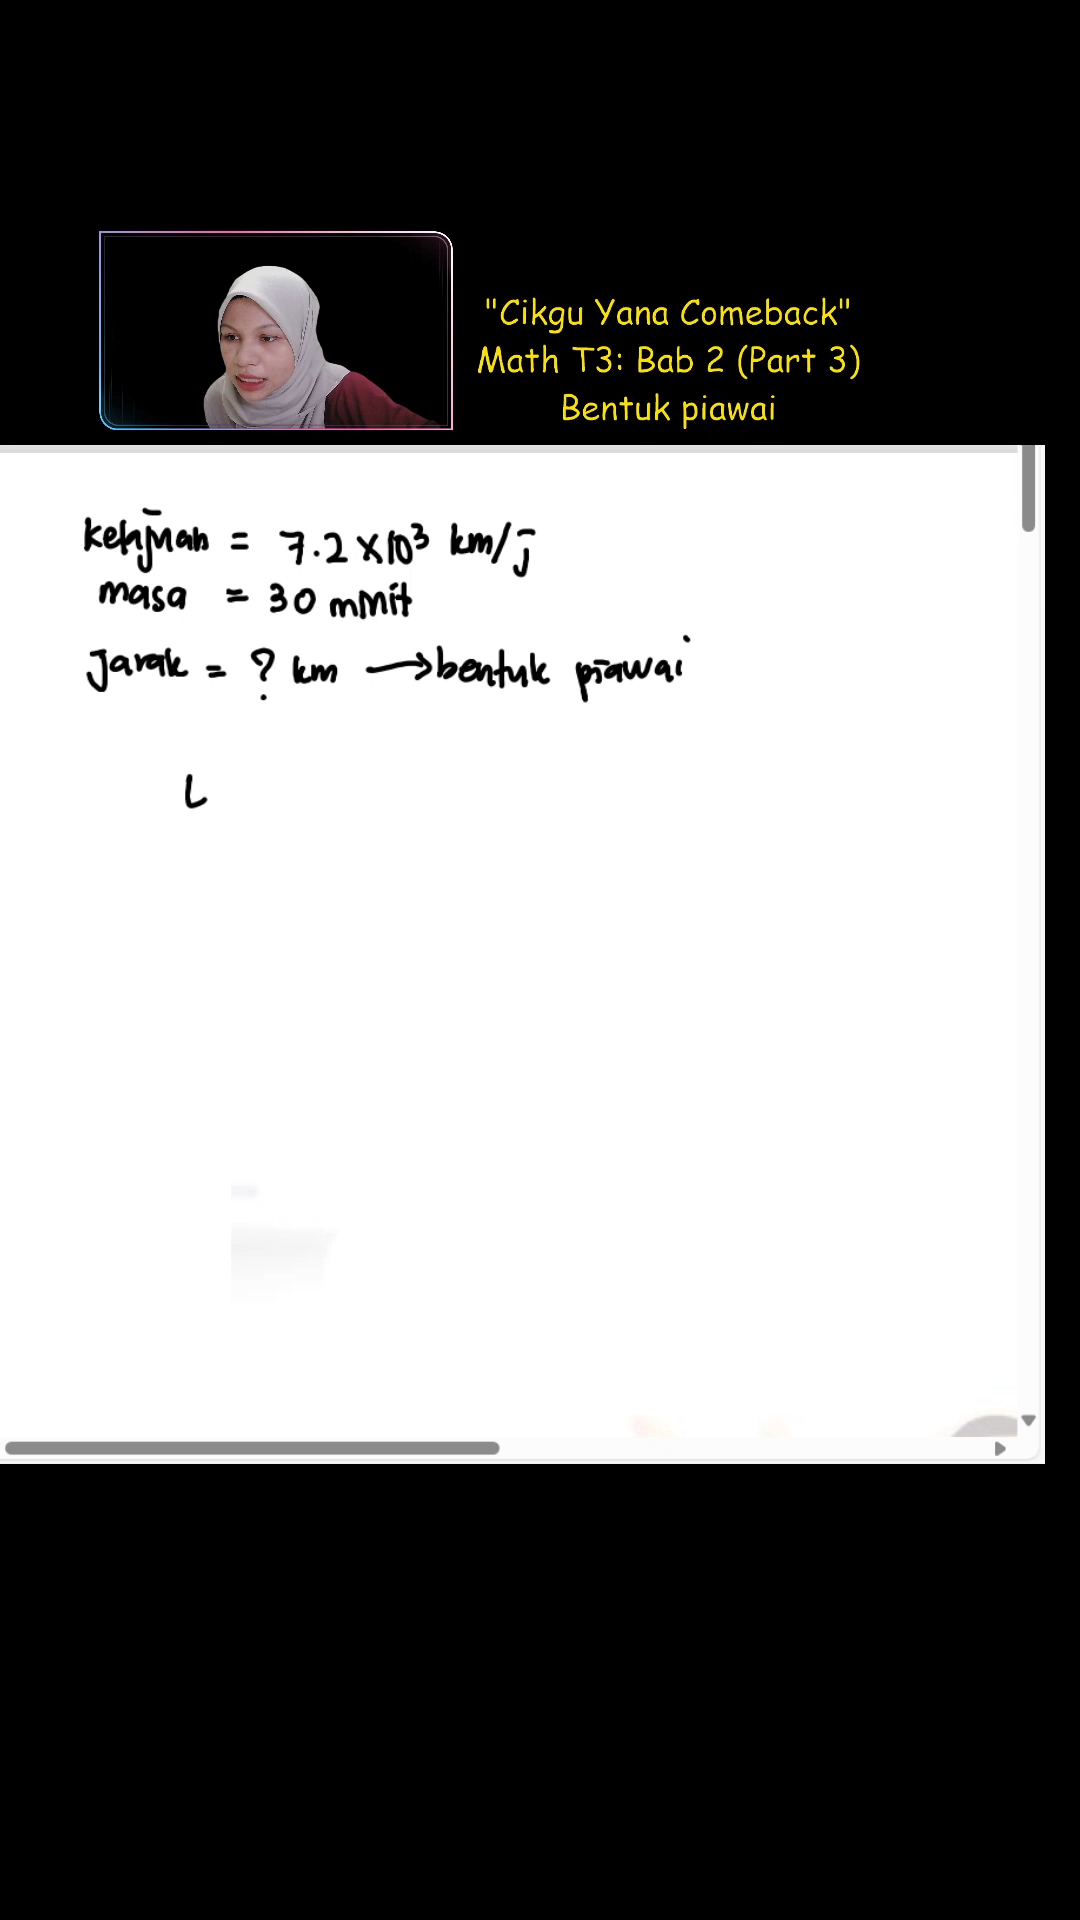 "Cikgu Yana Comeback"
Math T3: Bab 2 (Part 3)
Bentuk piawai
kelajuan = 7.2 × 10³ km/j
masa = 30 minit
Jarak = ? km → bentuk piawai
L